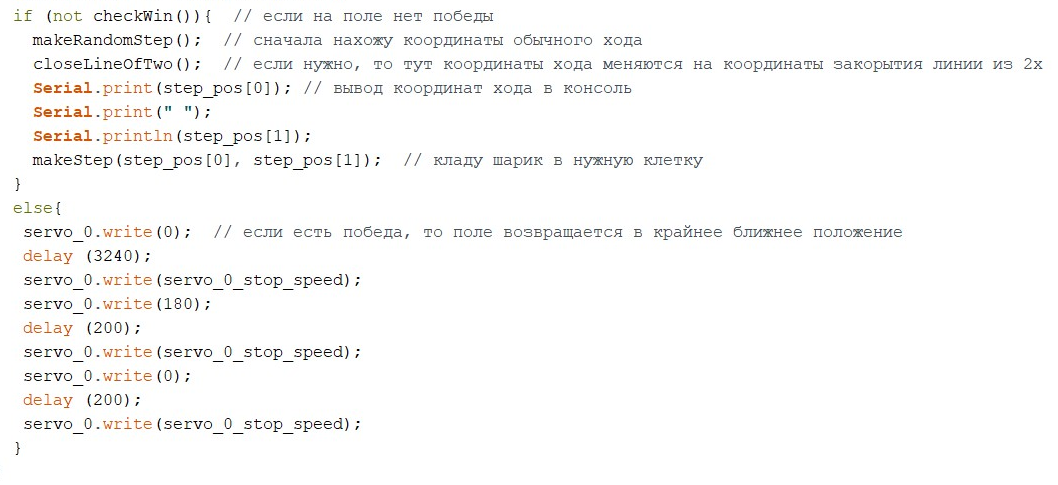 if (not checkWin()){  // если на поле нет победы
  makeRandomStep();  // сначала нахожу координаты обычного хода
  closeLineOfTwo();  // если нужно, то тут координаты хода меняются на координаты закорытия линии из 2х
  Serial.print(step_pos[0]); // вывод координат хода в консоль
  Serial.print(" ");
  Serial.println(step_pos[1]);
  makeStep(step_pos[0], step_pos[1]);  // кладу шарик в нужную клетку
}
else{
 servo_0.write(0);  // если есть победа, то поле возвращается в крайнее ближнее положение
 delay (3240);
 servo_0.write(servo_0_stop_speed);
 servo_0.write(180);
 delay (200);
 servo_0.write(servo_0_stop_speed);
 servo_0.write(0);
 delay (200);
 servo_0.write(servo_0_stop_speed);
}